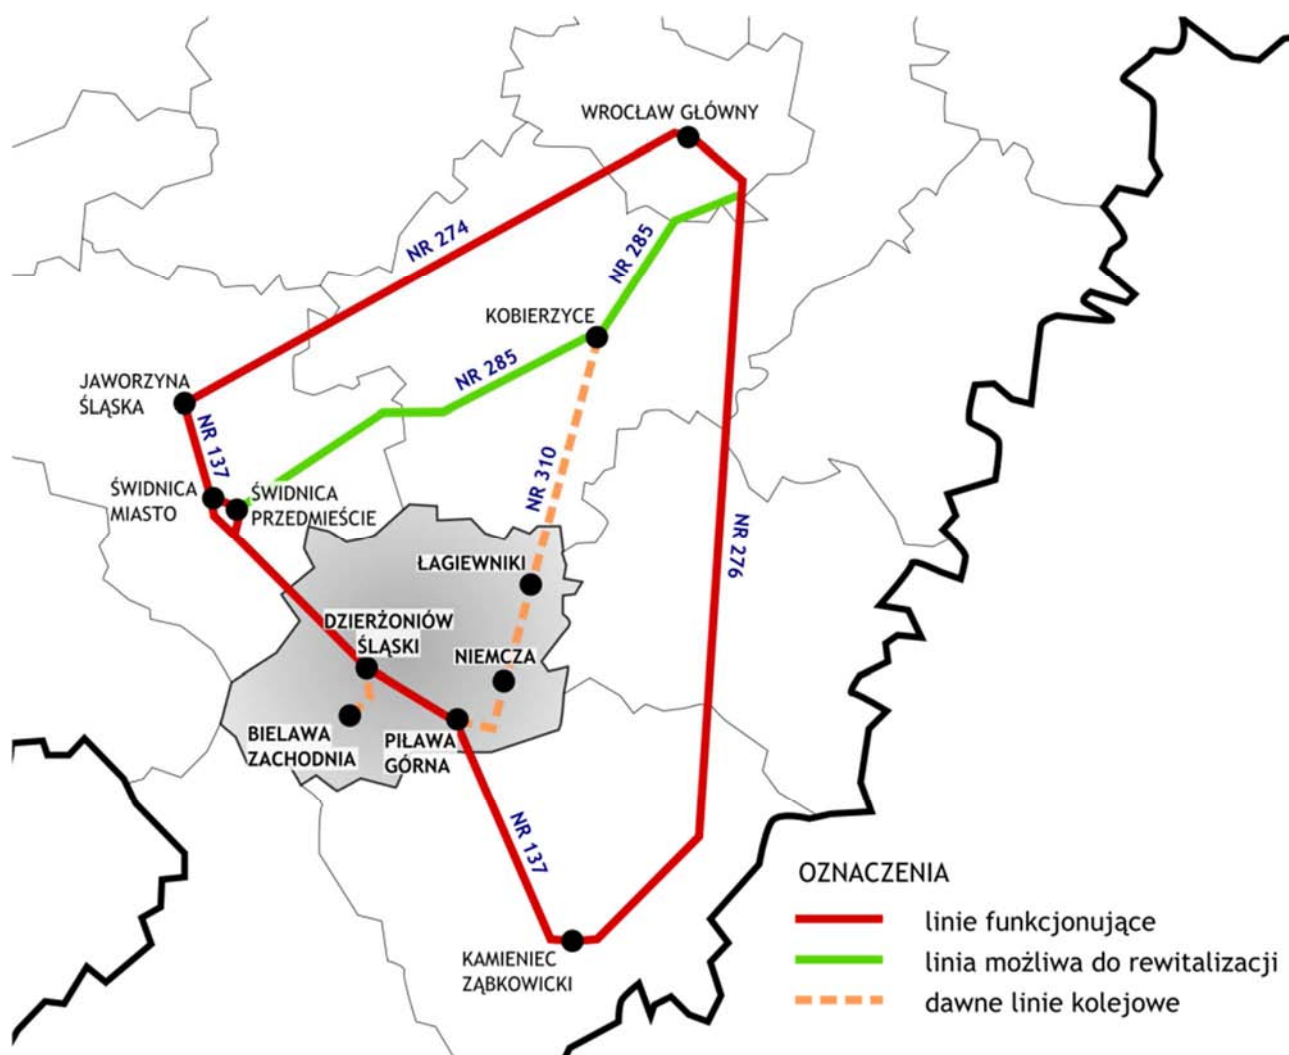 WROCŁAW GŁÓWNY
NR 274
NR 285
KOBIERZYCE
NR 285
JAWORZYNA
ŚLĄSKA
NR 137
NR 310
ŚWIDNICA
MIASTO
ŚWIDNICA
PRZEDMIEŚCIE
NR 276
ŁAGIEWNIKI
DZIERŻONIÓW
ŚLĄSKI
NIEMCZA
BIELAWA
ZACHODNIA
PIŁAWA
GÓRNA
NR 137
KAMIENIEC
ZĄBKOWICKI
OZNACZENIA
linie funkcjonujące
linia możliwa do rewitalizacji
dawne linie kolejowe